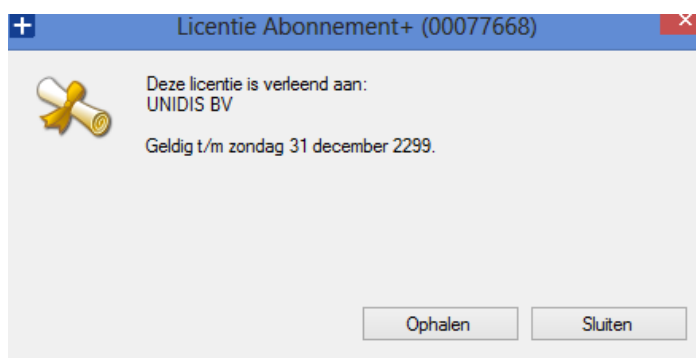 Licentie Abonnement+ (00077668)
Deze licentie is verleend aan:
UNIDIS BV
Geldig t/m zondag 31 december 2299.
Ophalen
Sluiten